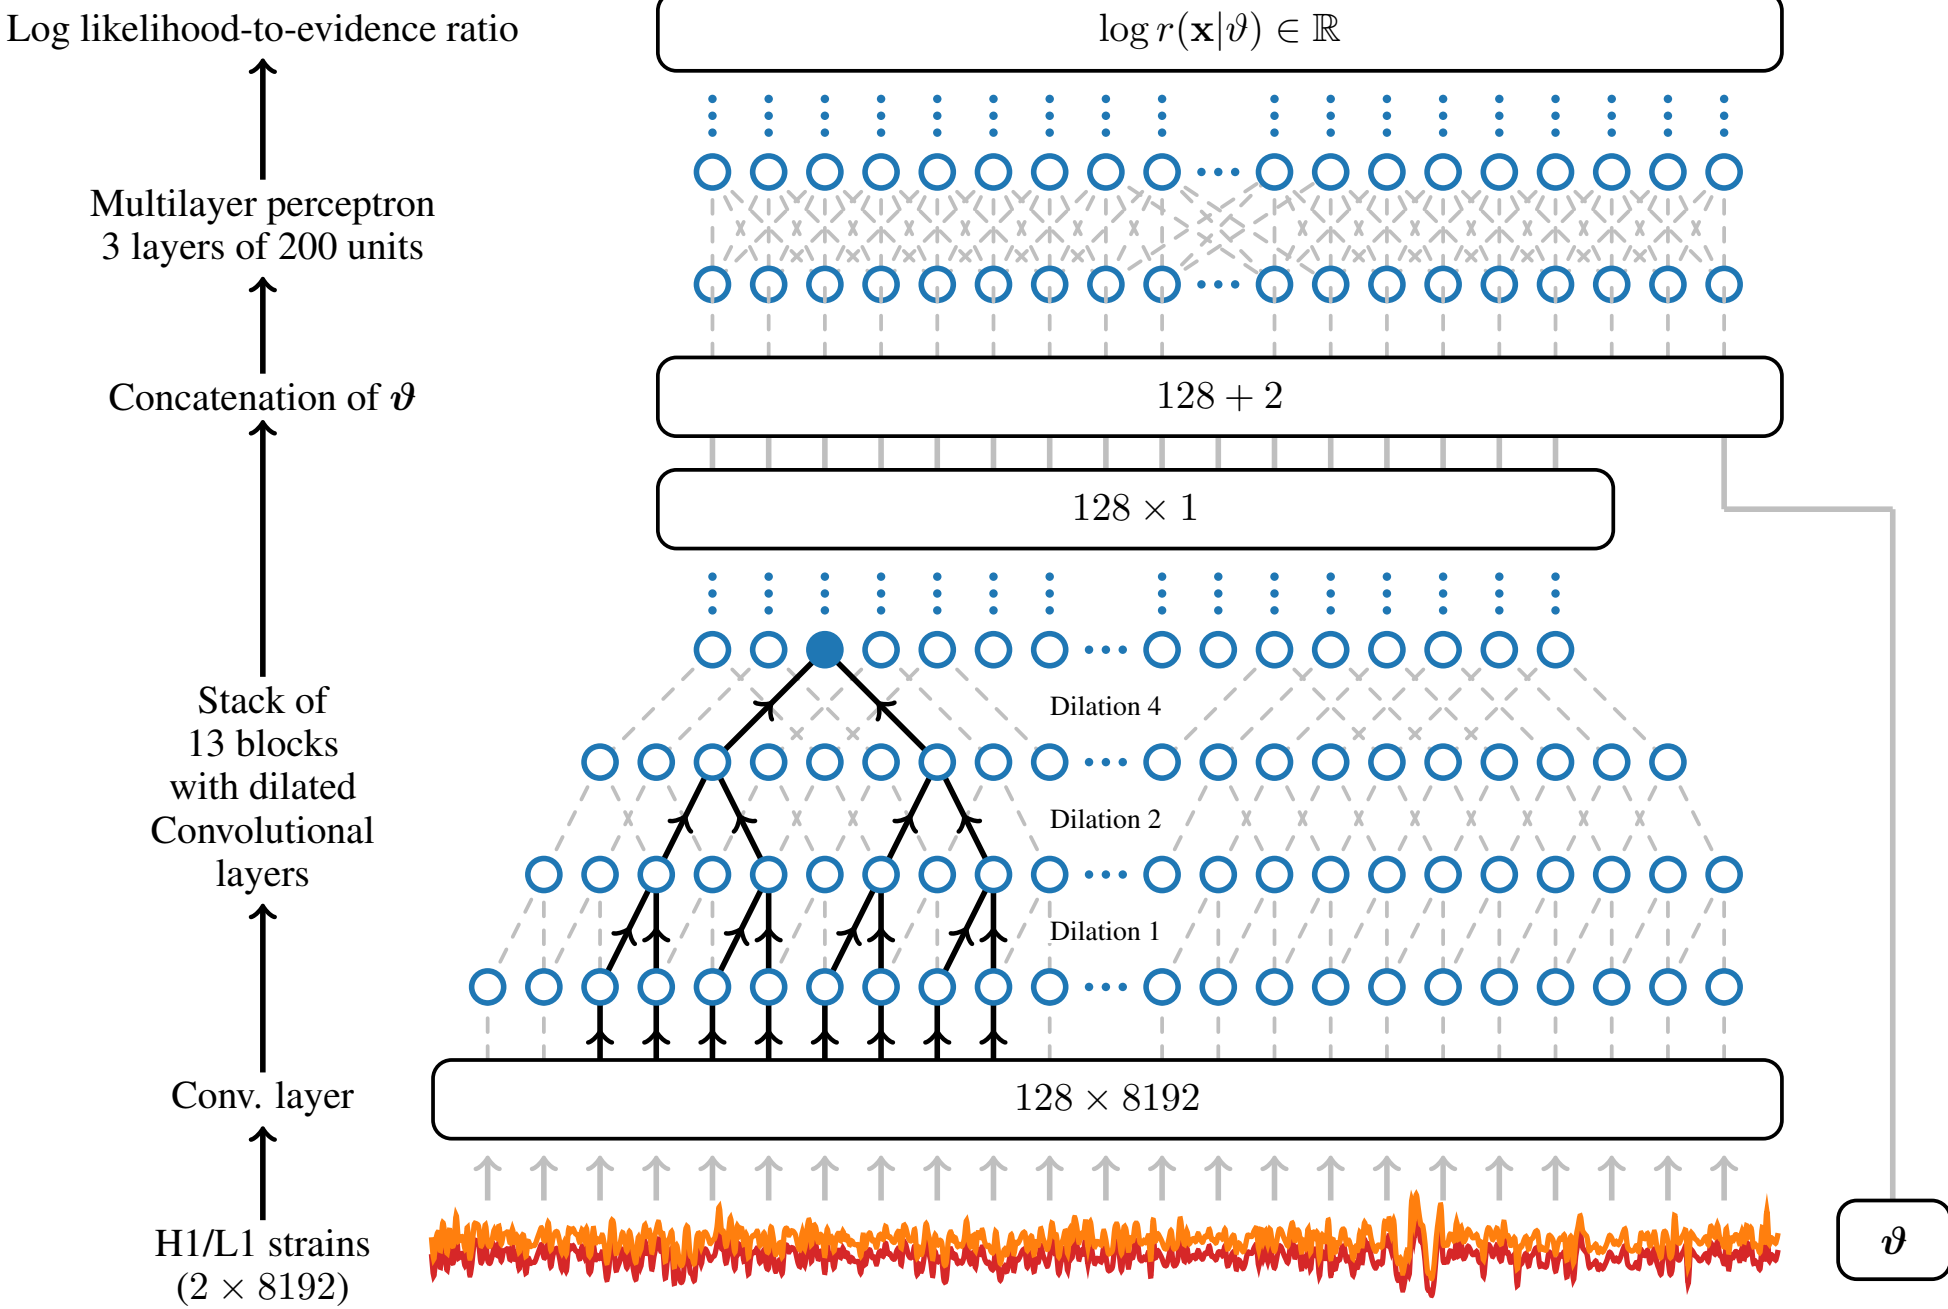 Log likelihood-to-evidence ratio
log r(x|ϑ) ∈ ℝ
Multilayer perceptron
3 layers of 200 units
Concatenation of ϑ
128 + 2
128 × 1
Stack of
13 blocks
with dilated
Convolutional
layers
Dilation 4
Dilation 2
Dilation 1
Conv. layer
128 × 8192
H1/L1 strains
(2 × 8192)
ϑ